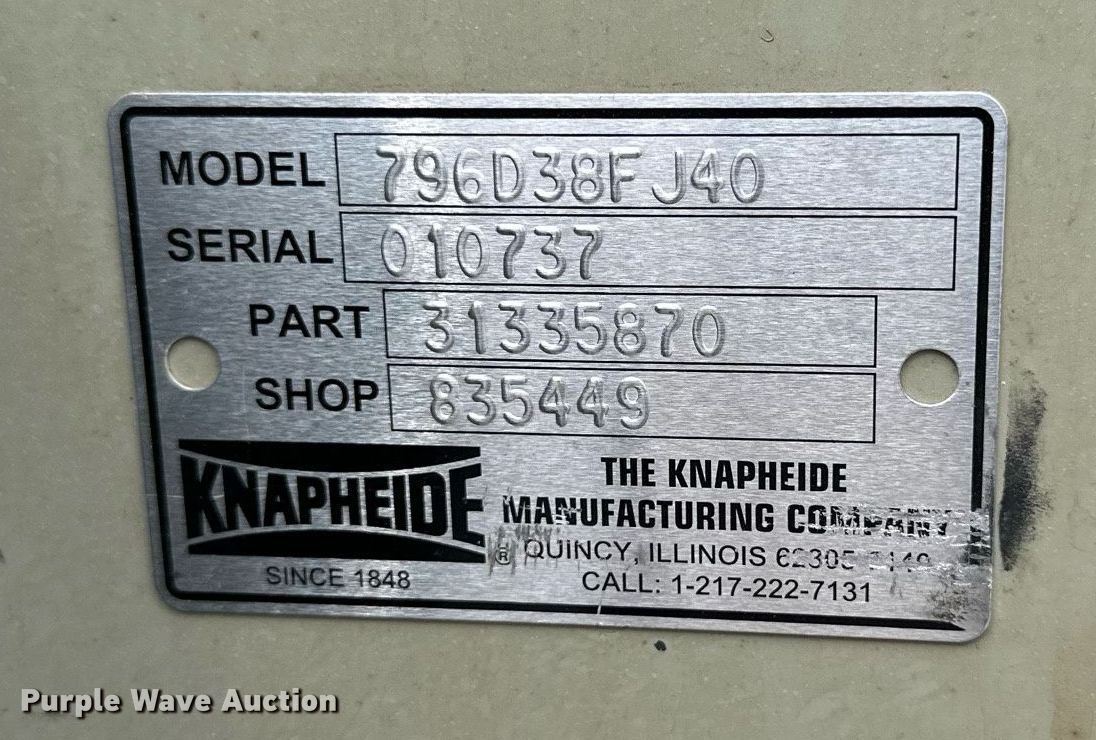 MODEL 796D38FJ40
SERIAL 010737
PART 31335870
SHOP 835449
KNAPHEIDE ®
SINCE 1848
THE KNAPHEIDE
MANUFACTURING COMPANY
QUINCY, ILLINOIS
CALL: 1-217-222-7131
Purple Wave Auction